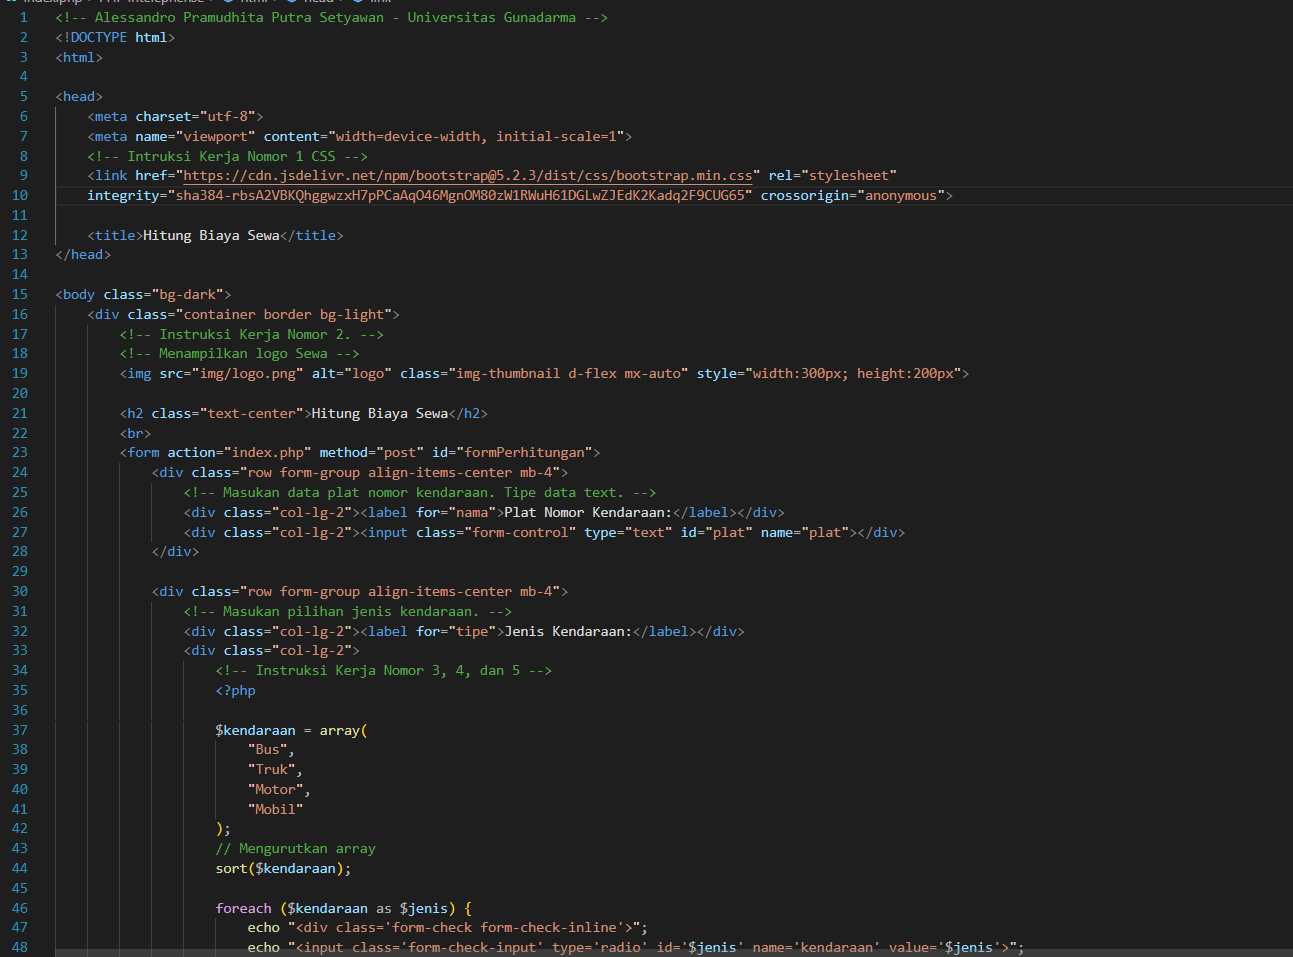 1 <!-- Alessandro Pramudhita Putra Setyawan - Universitas Gunadarma -->
2 <!DOCTYPE html>
3 <html>
4
5 <head>
6 <meta charset="utf-8">
7 <meta name="viewport" content="width=device-width, initial-scale=1">
8 <!-- Intruksi Kerja Nomor 1 CSS -->
9 <link href="https://cdn.jsdelivr.net/npm/bootstrap@5.2.3/dist/css/bootstrap.min.css" rel="stylesheet"
10 integrity="sha384-rbsA2VBKQhggwzxH7pPCaAqO46MgnOM80zW1RWuH61DGLwZJEdK2Kadq2F9CUG65" crossorigin="anonymous">
11
12 <title>Hitung Biaya Sewa</title>
13 </head>
14
15 <body class="bg-dark">
16 <div class="container border bg-light">
17 <!-- Instruksi Kerja Nomor 2. -->
18 <!-- Menampilkan logo Sewa -->
19 <img src="img/logo.png" alt="logo" class="img-thumbnail d-flex mx-auto" style="width:300px; height:200px">
20
21 <h2 class="text-center">Hitung Biaya Sewa</h2>
22 <br>
23 <form action="index.php" method="post" id="formPerhitungan">
24 <div class="row form-group align-items-center mb-4">
25 <!-- Masukan data plat nomor kendaraan. Tipe data text. -->
26 <div class="col-lg-2"><label for="nama">Plat Nomor Kendaraan:</label></div>
27 <div class="col-lg-2"><input class="form-control" type="text" id="plat" name="plat"></div>
28 </div>
29
30 <div class="row form-group align-items-center mb-4">
31 <!-- Masukan pilihan jenis kendaraan. -->
32 <div class="col-lg-2"><label for="tipe">Jenis Kendaraan:</label></div>
33 <div class="col-lg-2">
34 <!-- Instruksi Kerja Nomor 3, 4, dan 5 -->
35 <?php
36
37 $kendaraan = array(
38 "Bus",
39 "Truk",
40 "Motor",
41 "Mobil"
42 );
43 // Mengurutkan array
44 sort($kendaraan);
45
46 foreach ($kendaraan as $jenis) {
47 echo "<div class='form-check form-check-inline'>";
48 echo "<input class='form-check-input' type='radio' id='$jenis' name='kendaraan' value='$jenis'>";